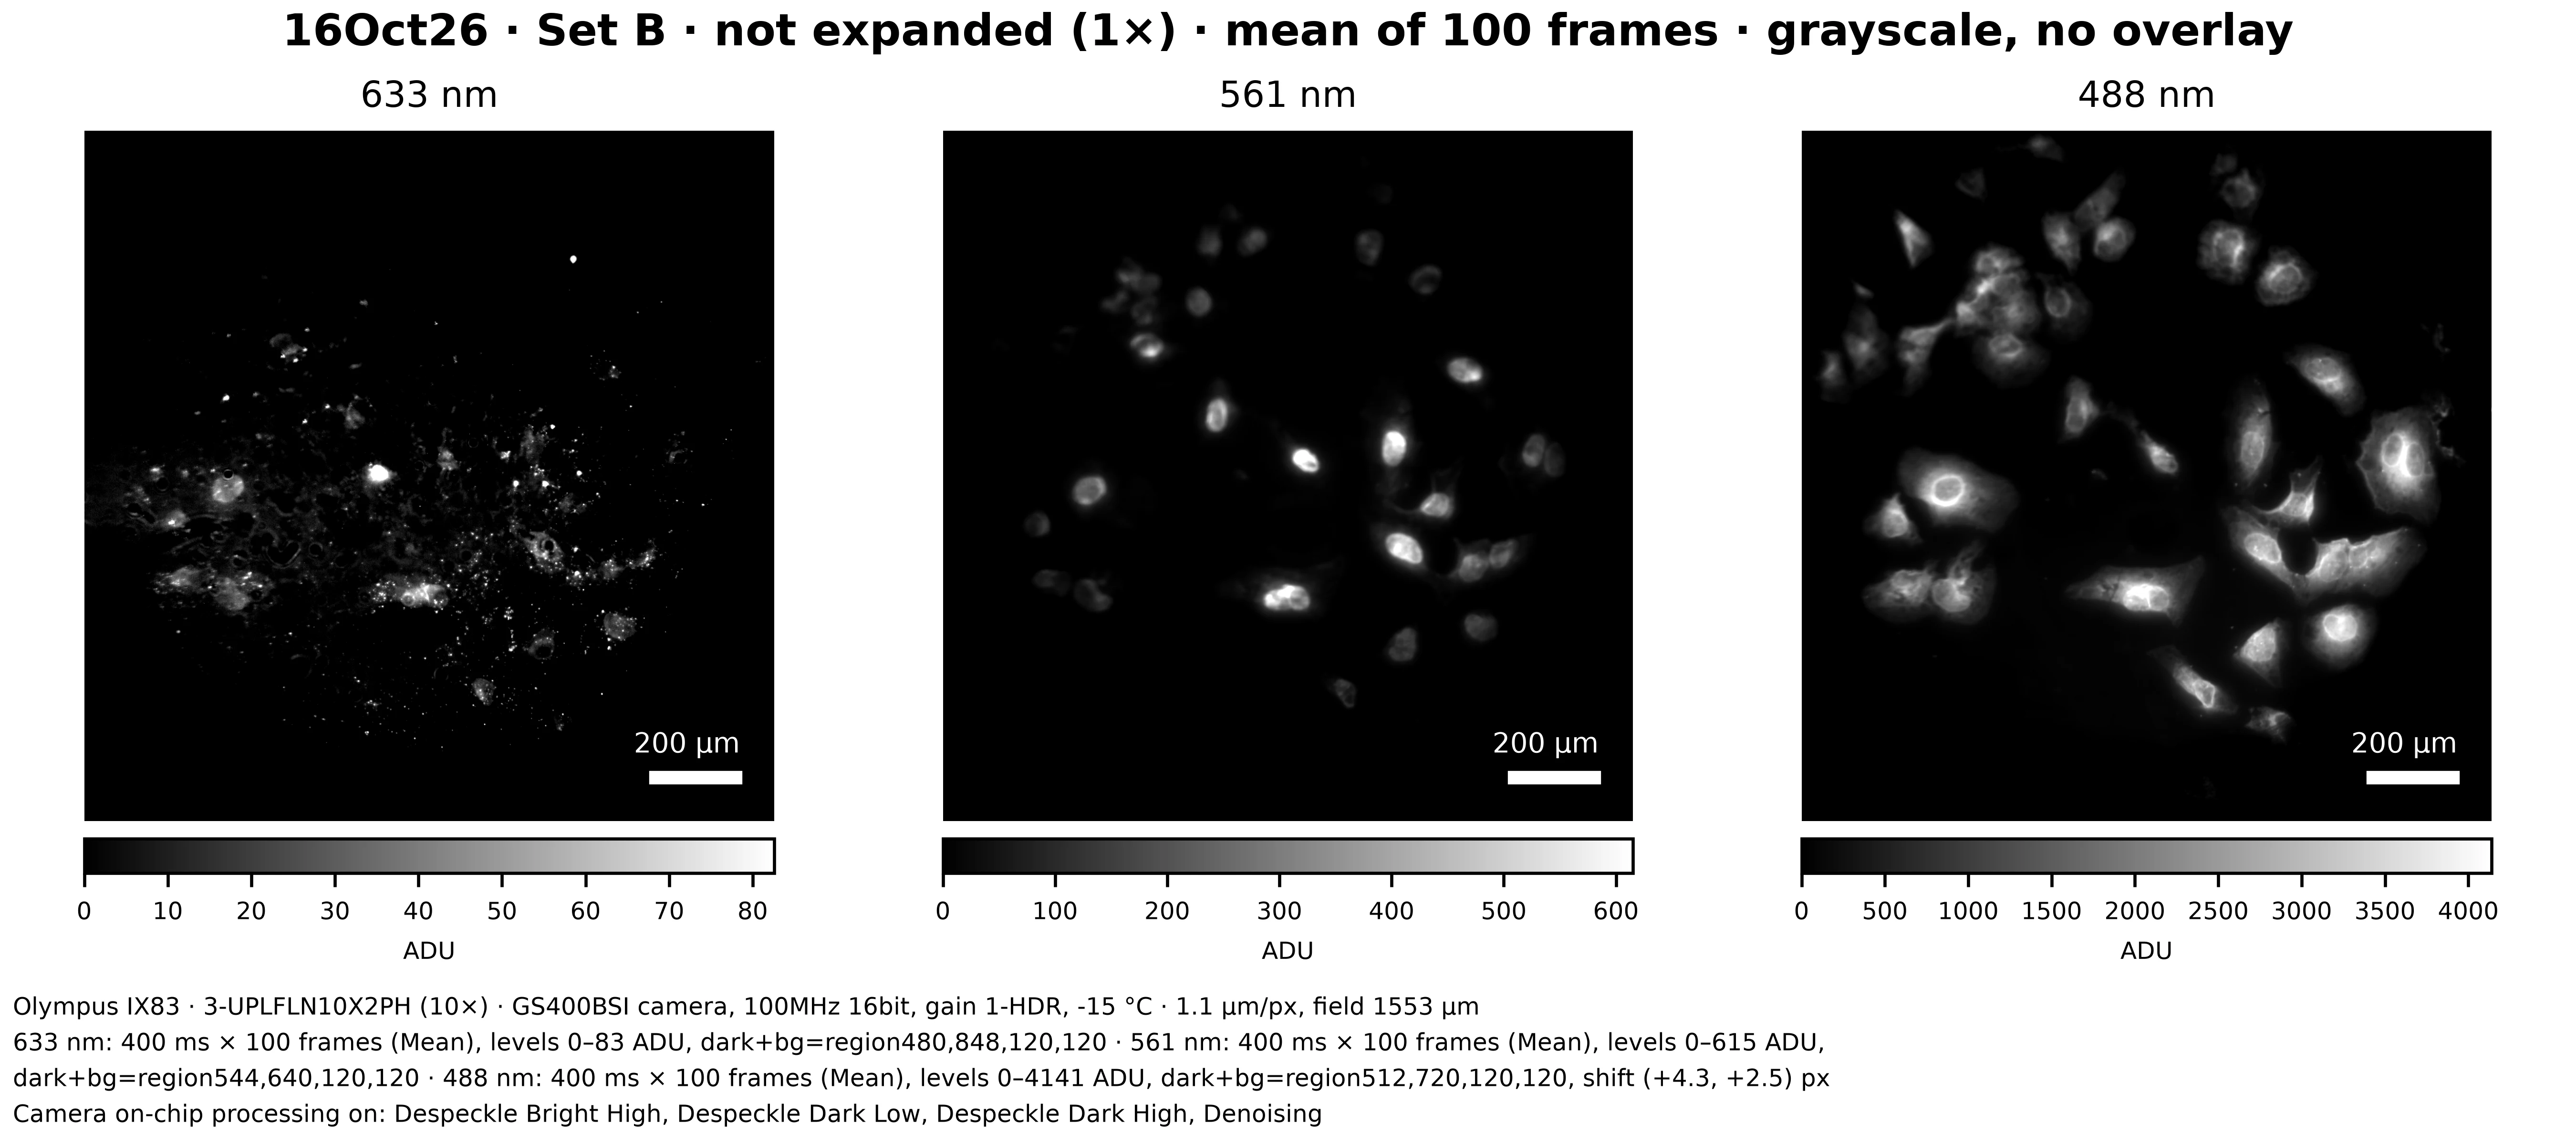 16Oct26 · Set B · not expanded (1×) · mean of 100 frames · grayscale, no overlay
633 nm
561 nm
488 nm
200 µm
200 µm
200 µm
0 10 20 30 40 50 60 70 80
0 100 200 300 400 500 600
0 500 1000 1500 2000 2500 3000 3500 4000
ADU
ADU
ADU
Olympus IX83 · 3-UPLFLN10X2PH (10×) · GS400BSI camera, 100MHz 16bit, gain 1-HDR, -15 °C · 1.1 µm/px, field 1553 µm
633 nm: 400 ms × 100 frames (Mean), levels 0–83 ADU, dark+bg=region480,848,120,120 · 561 nm: 400 ms × 100 frames (Mean), levels 0–615 ADU,
dark+bg=region544,640,120,120 · 488 nm: 400 ms × 100 frames (Mean), levels 0–4141 ADU, dark+bg=region512,720,120,120, shift (+4.3, +2.5) px
Camera on-chip processing on: Despeckle Bright High, Despeckle Dark Low, Despeckle Dark High, Denoising